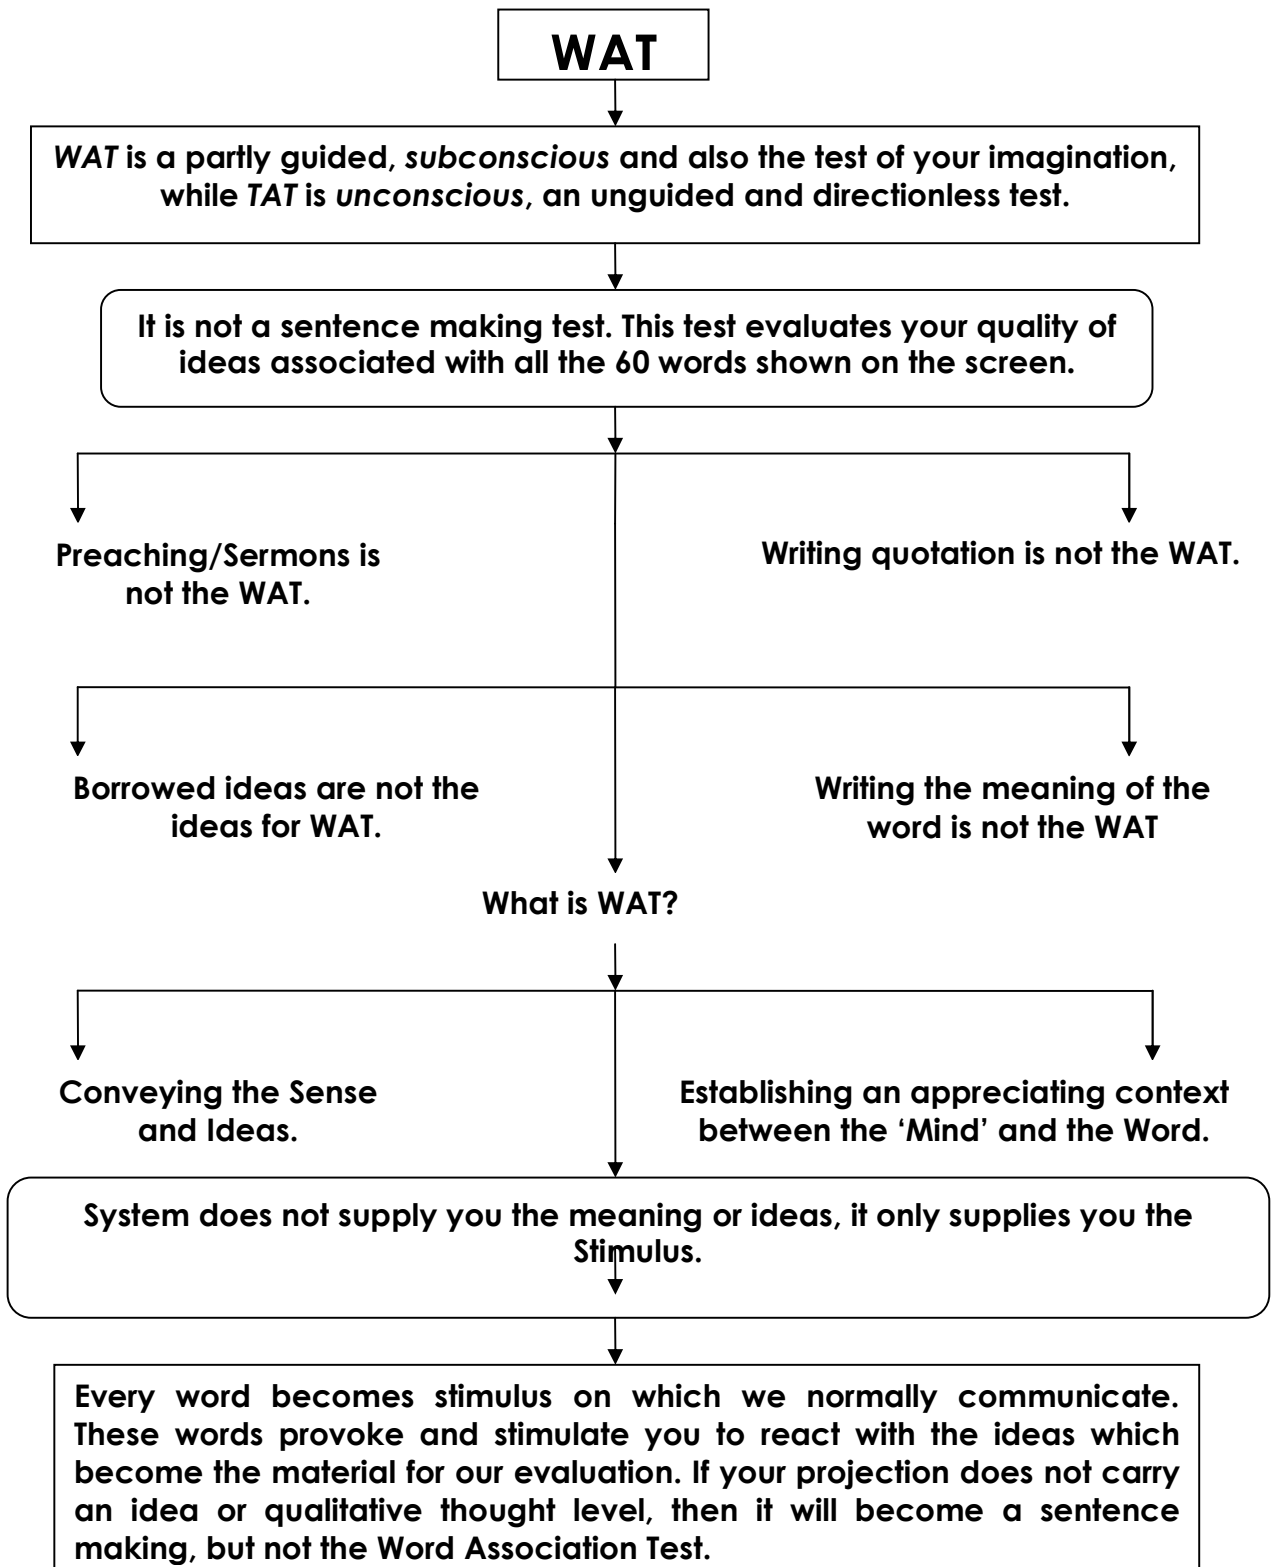 WAT
WAT is a partly guided, subconscious and also the test of your imagination,
while TAT is unconscious, an unguided and directionless test.
It is not a sentence making test. This test evaluates your quality of
ideas associated with all the 60 words shown on the screen.
Preaching/Sermons is
not the WAT.
Writing quotation is not the WAT.
Borrowed ideas are not the
ideas for WAT.
Writing the meaning of the
word is not the WAT
What is WAT?
Conveying the Sense
and Ideas.
Establishing an appreciating context
between the ‘Mind’ and the Word.
System does not supply you the meaning or ideas, it only supplies you the
Stimulus.
Every word becomes stimulus on which we normally communicate.
These words provoke and stimulate you to react with the ideas which
become the material for our evaluation. If your projection does not carry
an idea or qualitative thought level, then it will become a sentence
making, but not the Word Association Test.